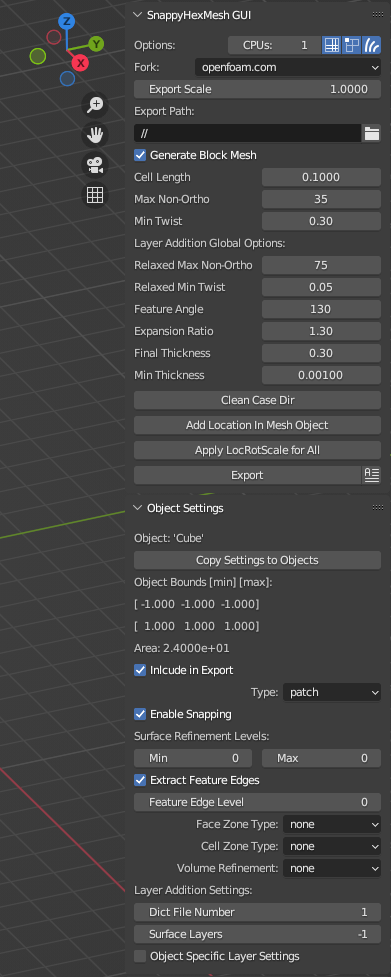 SnappyHexMesh GUI
Z
Y
X
Options: CPUs: 1
Fork: openfoam.com
Export Scale 1.0000
Export Path:
//
Generate Block Mesh
Cell Length 0.1000
Max Non-Ortho 35
Min Twist 0.30
Layer Addition Global Options:
Relaxed Max Non-Ortho 75
Relaxed Min Twist 0.05
Feature Angle 130
Expansion Ratio 1.30
Final Thickness 0.30
Min Thickness 0.00100
Clean Case Dir
Add Location In Mesh Object
Apply LocRotScale for All
Export
Object Settings
Object: 'Cube'
Copy Settings to Objects
Object Bounds [min] [max]:
[ -1.000 -1.000 -1.000]
[ 1.000 1.000 1.000]
Area: 2.4000e+01
Inlcude in Export
Type: patch
Enable Snapping
Surface Refinement Levels:
Min 0 Max 0
Extract Feature Edges
Feature Edge Level 0
Face Zone Type: none
Cell Zone Type: none
Volume Refinement: none
Layer Addition Settings:
Dict File Number 1
Surface Layers -1
Object Specific Layer Settings